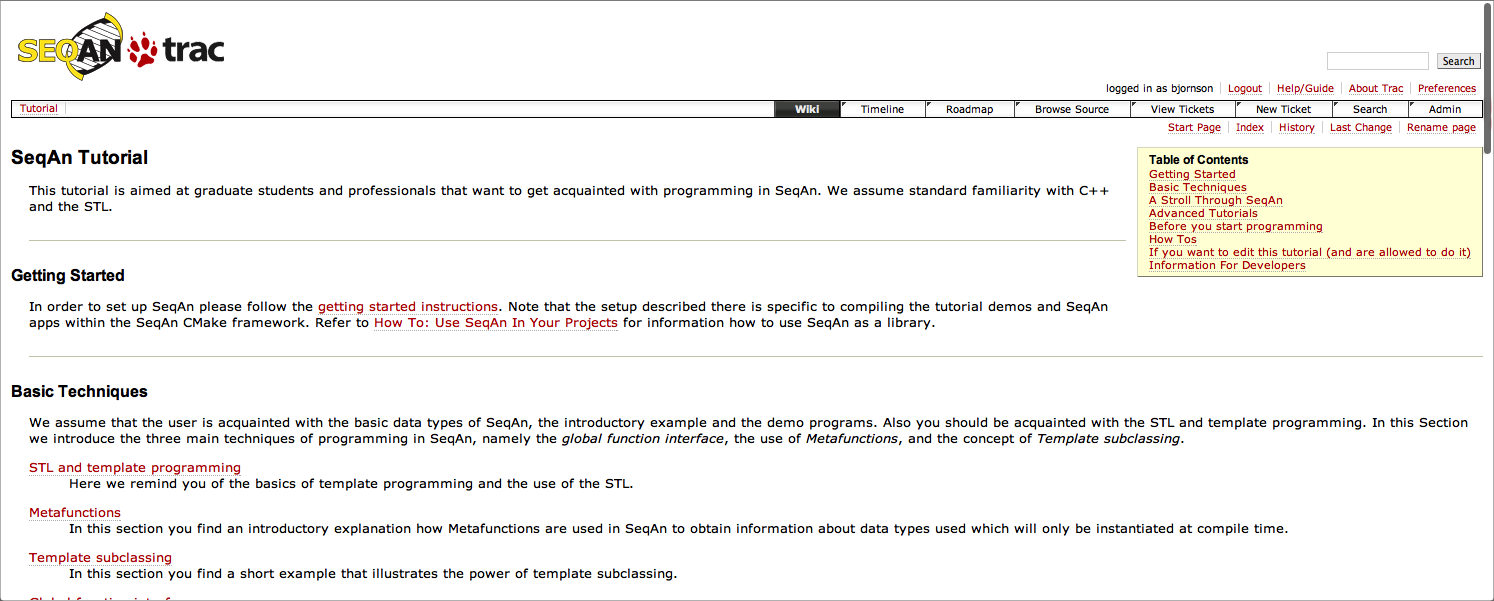 SEQAN trac
Search
logged in as bjornson Logout Help/Guide About Trac Preferences
Tutorial Wiki Timeline Roadmap Browse Source View Tickets New Ticket Search Admin
Start Page Index History Last Change Rename page
SeqAn Tutorial
This tutorial is aimed at graduate students and professionals that want to get acquainted with programming in SeqAn. We assume standard familiarity with C++
and the STL.
Table of Contents
Getting Started
Basic Techniques
A Stroll Through SeqAn
Advanced Tutorials
Before you start programming
How Tos
If you want to edit this tutorial (and are allowed to do it)
Information For Developers
Getting Started
In order to set up SeqAn please follow the getting started instructions. Note that the setup described there is specific to compiling the tutorial demos and SeqAn
apps within the SeqAn CMake framework. Refer to How To: Use SeqAn In Your Projects for information how to use SeqAn as a library.
Basic Techniques
We assume that the user is acquainted with the basic data types of SeqAn, the introductory example and the demo programs. Also you should be acquainted with the STL and template programming. In this Section
we introduce the three main techniques of programming in SeqAn, namely the global function interface, the use of Metafunctions, and the concept of Template subclassing.
STL and template programming
Here we remind you of the basics of template programming and the use of the STL.
Metafunctions
In this section you find an introductory explanation how Metafunctions are used in SeqAn to obtain information about data types used which will only be instantiated at compile time.
Template subclassing
In this section you find a short example that illustrates the power of template subclassing.